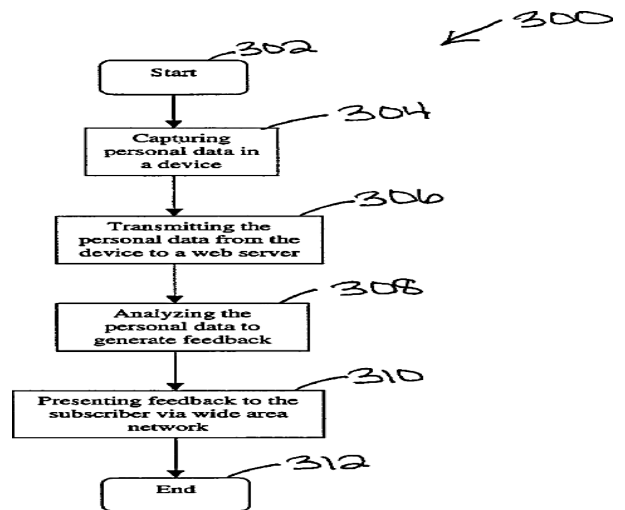 300
302
Start
304
Capturing
personal data in
a device
306
Transmitting the
personal data from the
device to a web server
308
Analyzing the
personal data to
generate feedback
310
Presenting feedback to the
subscriber via wide area
network
312
End